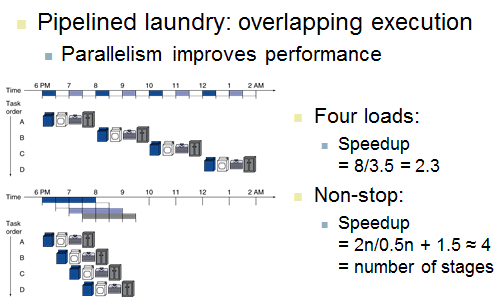 Pipelined laundry: overlapping execution
Parallelism improves performance
Time
6 PM 7 8 9 10 11 12 1 2 AM
Task
order
A
B
C
D
Time
6 PM 7 8 9 10 11 12 1 2 AM
Task
order
A
B
C
D
Four loads:
Speedup
= 8/3.5 = 2.3
Non-stop:
Speedup
= 2n/0.5n + 1.5 ≈ 4
= number of stages